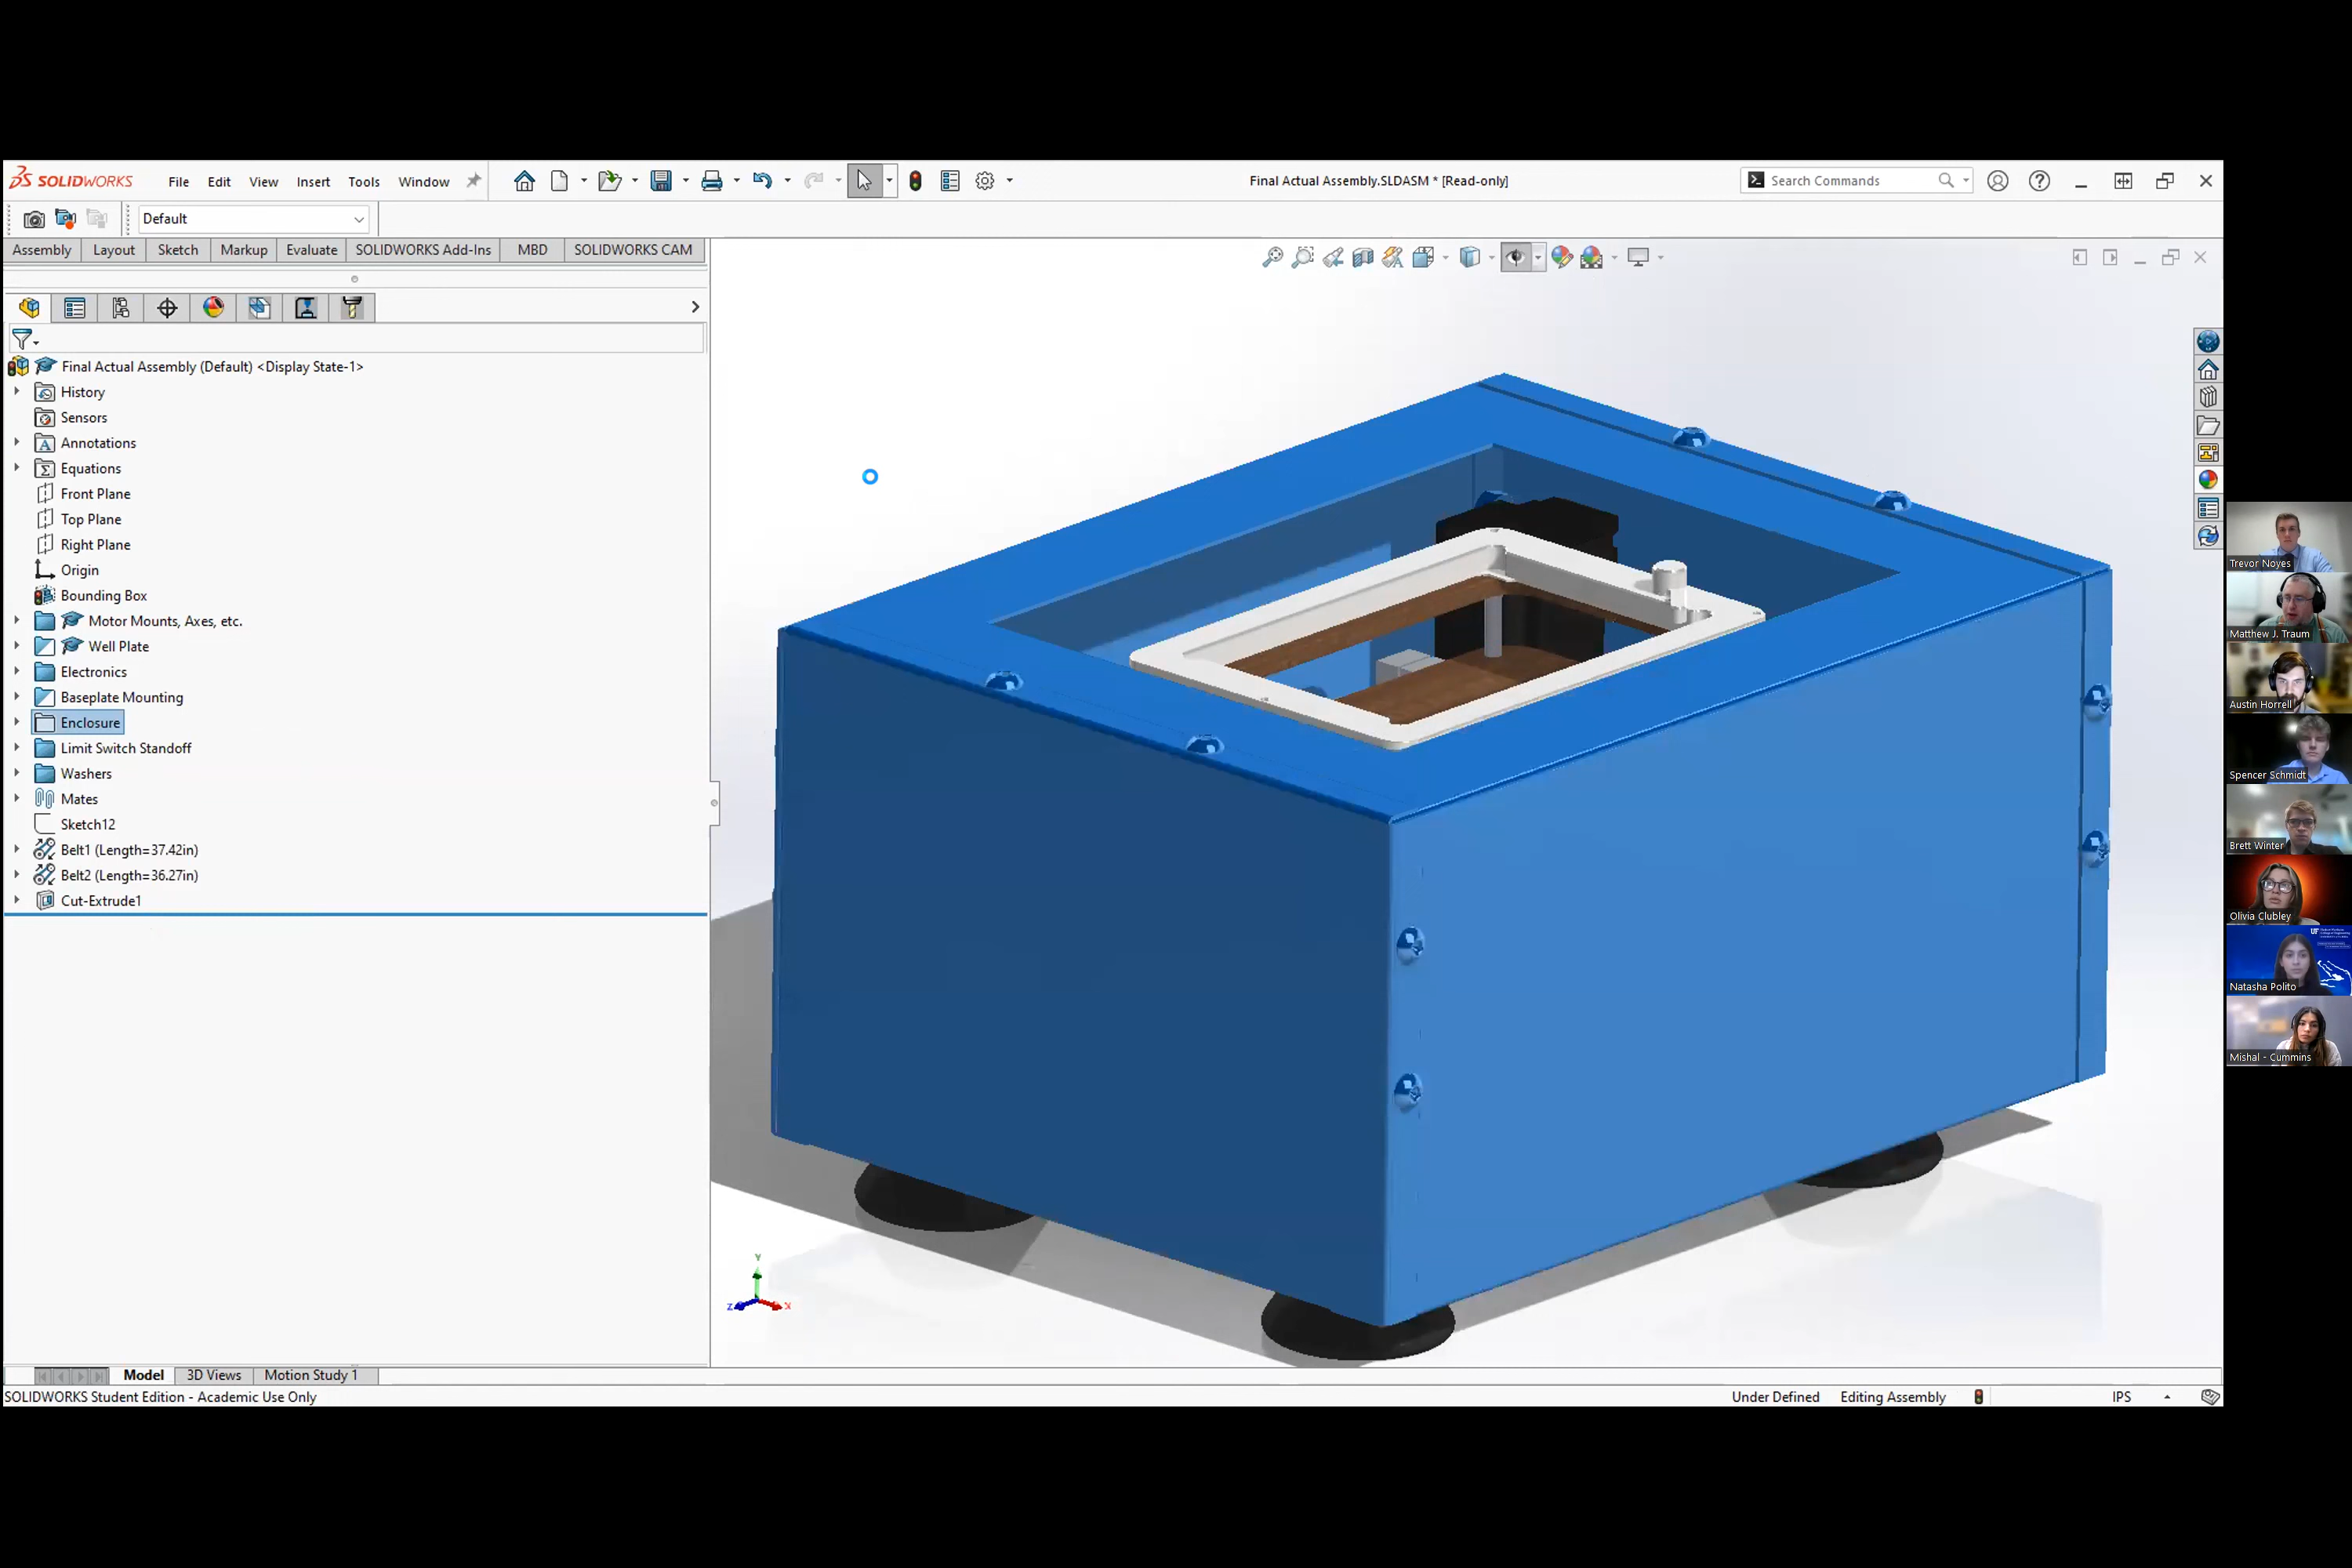 SOLIDWORKS
File Edit View Insert Tools Window
Final Actual Assembly.SLDASM * [Read-only]
Search Commands
Default
Assembly Layout Sketch Markup Evaluate SOLIDWORKS Add-Ins MBD SOLIDWORKS CAM
Final Actual Assembly (Default) <Display State-1>
History
Sensors
Annotations
Equations
Front Plane
Top Plane
Right Plane
Origin
Bounding Box
Motor Mounts, Axes, etc.
Well Plate
Electronics
Baseplate Mounting
Enclosure
Limit Switch Standoff
Washers
Mates
Sketch12
Belt1 (Length=37.42in)
Belt2 (Length=36.27in)
Cut-Extrude1
Y
Z
X
Trevor Noyes
Matthew J. Traum
Austin Horrell
Spencer Schmidt
Brett Winter
Olivia Clubley
UF
Natasha Polito
Mishal - Cummins
Model 3D Views Motion Study 1
SOLIDWORKS Student Edition - Academic Use Only
Under Defined Editing Assembly IPS